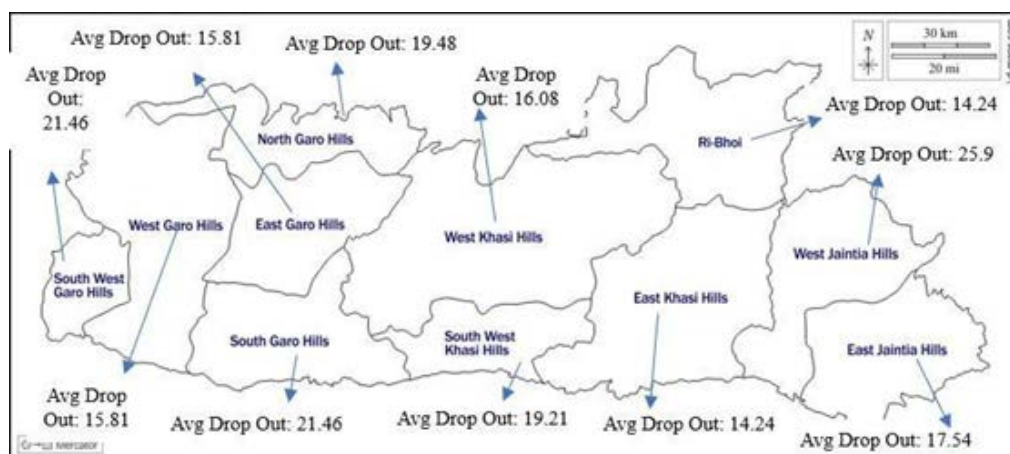 Avg Drop Out: 15.81
Avg Drop Out: 19.48
N
30 km
20 mi
Avg Drop
Out:
21.46
Avg Drop
Out: 16.08
Avg Drop Out: 14.24
North Garo Hills
Ri-Bhoi
Avg Drop Out: 25.9
West Garo Hills
East Garo Hills
West Khasi Hills
West Jaintia Hills
South West
Garo Hills
East Khasi Hills
South Garo Hills
South West
Khasi Hills
East Jaintia Hills
Avg Drop
Out: 15.81
Avg Drop Out: 21.46
Avg Drop Out: 19.21
Avg Drop Out: 14.24
Avg Drop Out: 17.54
Mercator